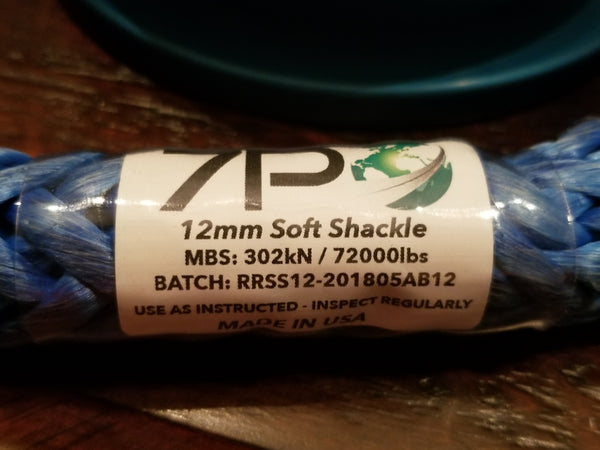 7P
12mm Soft Shackle
MBS: 302kN / 72000lbs
BATCH: RRSS12-201805AB12
USE AS INSTRUCTED - INSPECT REGULARLY
MADE IN USA